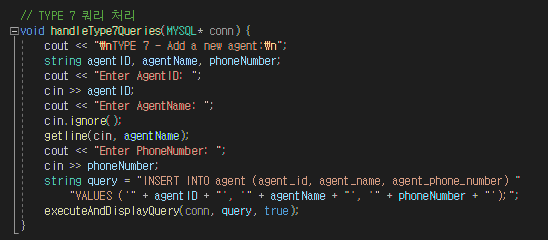 // TYPE 7 쿼리 처리
void handleType7Queries(MYSQL* conn) {
cout << "₩nTYPE 7 - Add a new agent:₩n";
string agentID, agentName, phoneNumber;
cout << "Enter AgentID: ";
cin >> agentID;
cout << "Enter AgentName: ";
cin.ignore();
getline(cin, agentName);
cout << "Enter PhoneNumber: ";
cin >> phoneNumber;
string query = "INSERT INTO agent (agent_id, agent_name, agent_phone_number) "
"VALUES ('" + agentID + "', '" + agentName + "', '" + phoneNumber + "');";
executeAndDisplayQuery(conn, query, true);
}